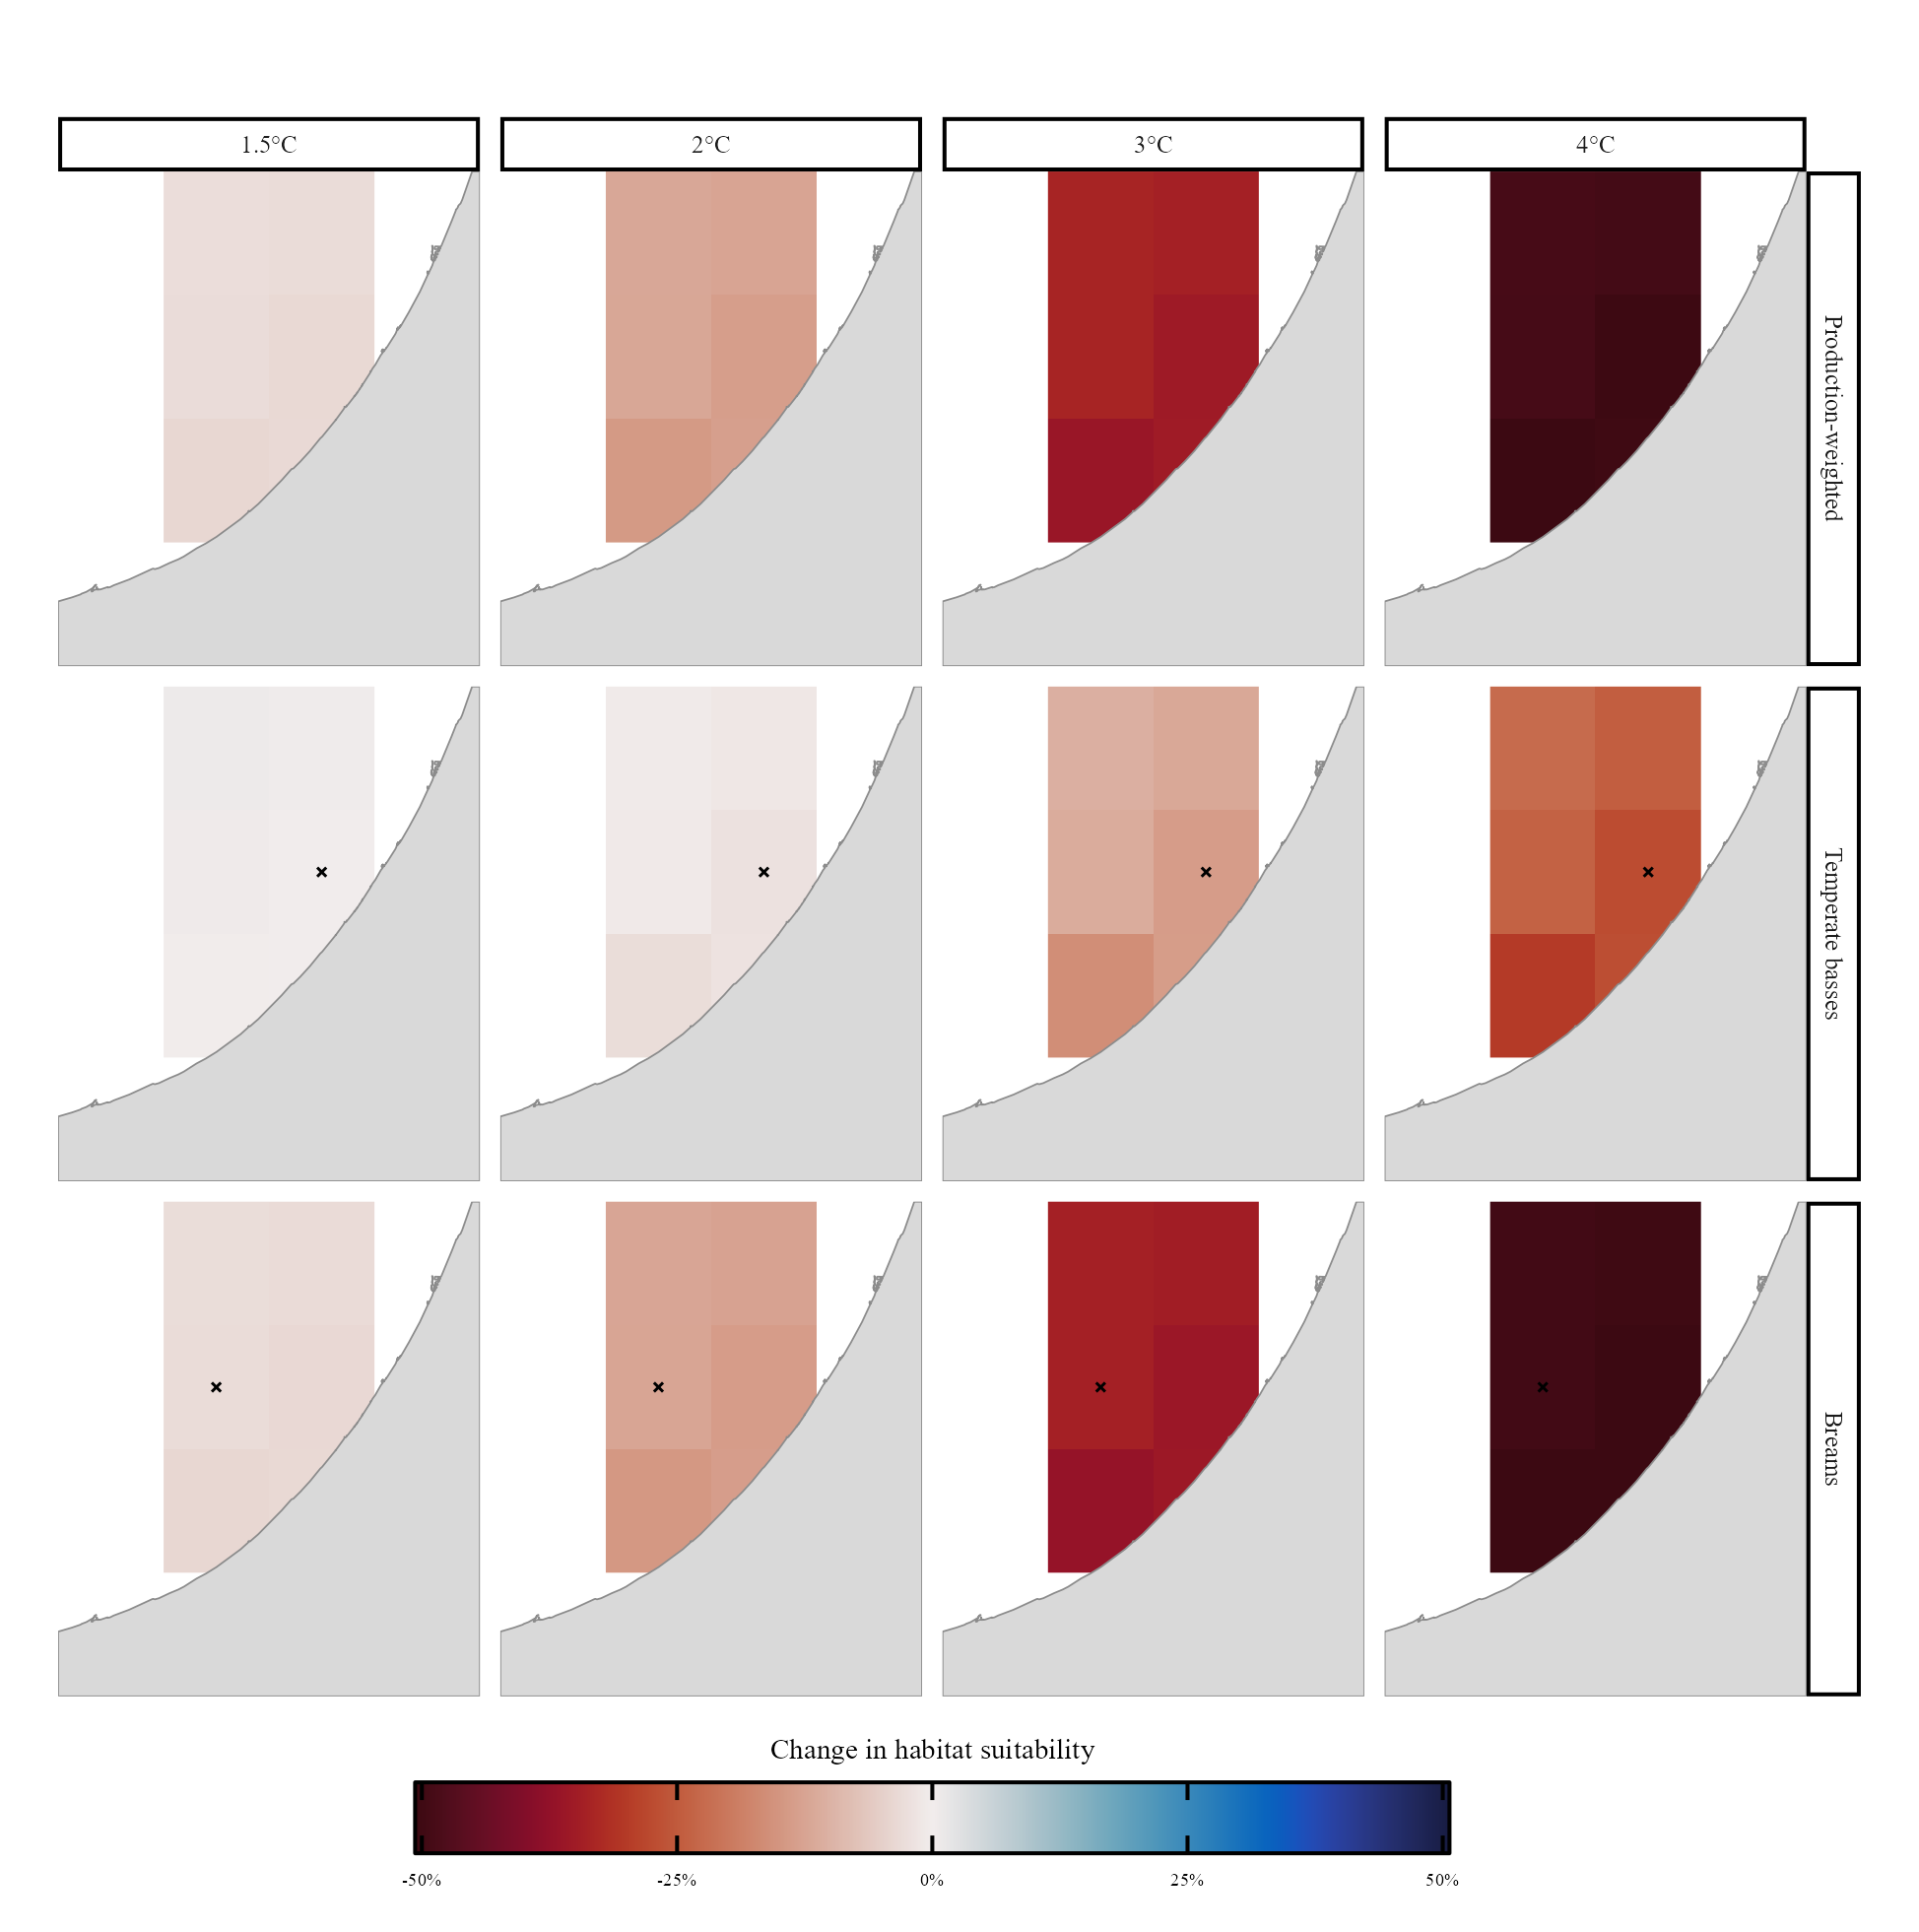 1.5°C
2°C
3°C
4°C
Production-weighted
Temperate basses
Breams
Change in habitat suitability
-50%
-25%
0%
25%
50%